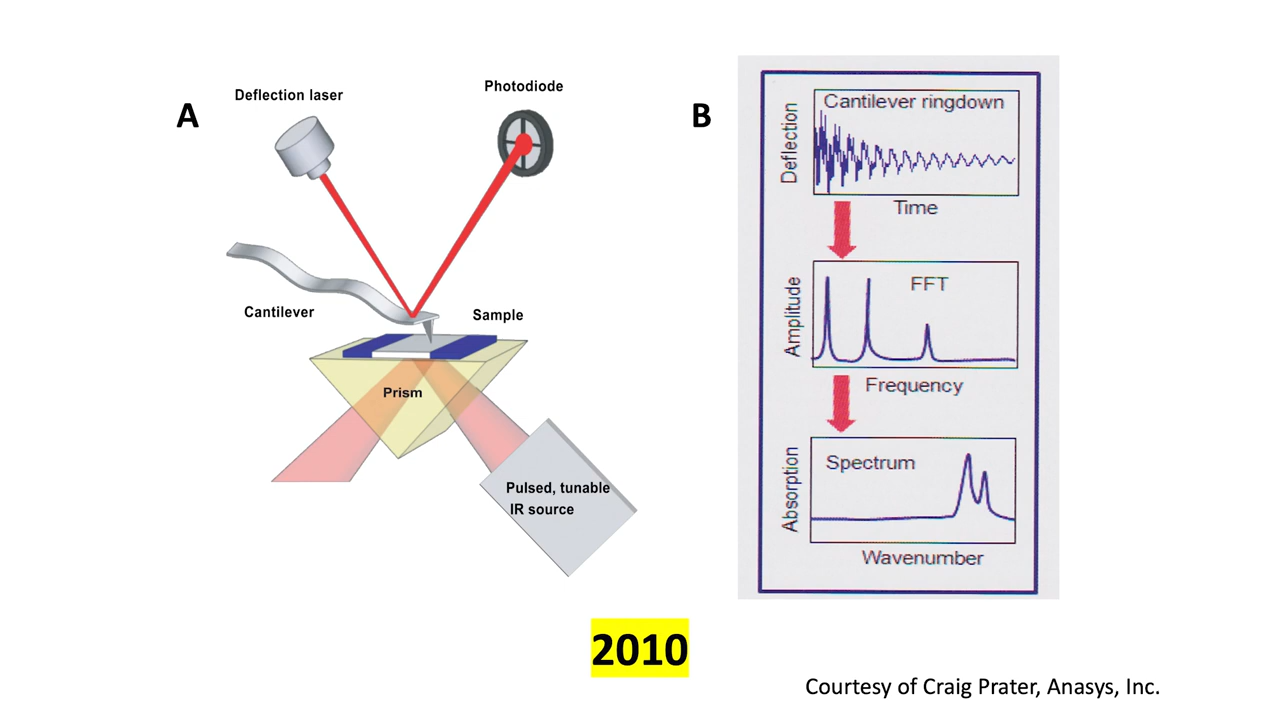 A
Deflection laser
Photodiode
Cantilever
Sample
Prism
Pulsed, tunable
IR source
B
Cantilever ringdown
Deflection
Time
FFT
Amplitude
Frequency
Spectrum
Absorption
Wavenumber
2010
Courtesy of Craig Prater, Anasys, Inc.